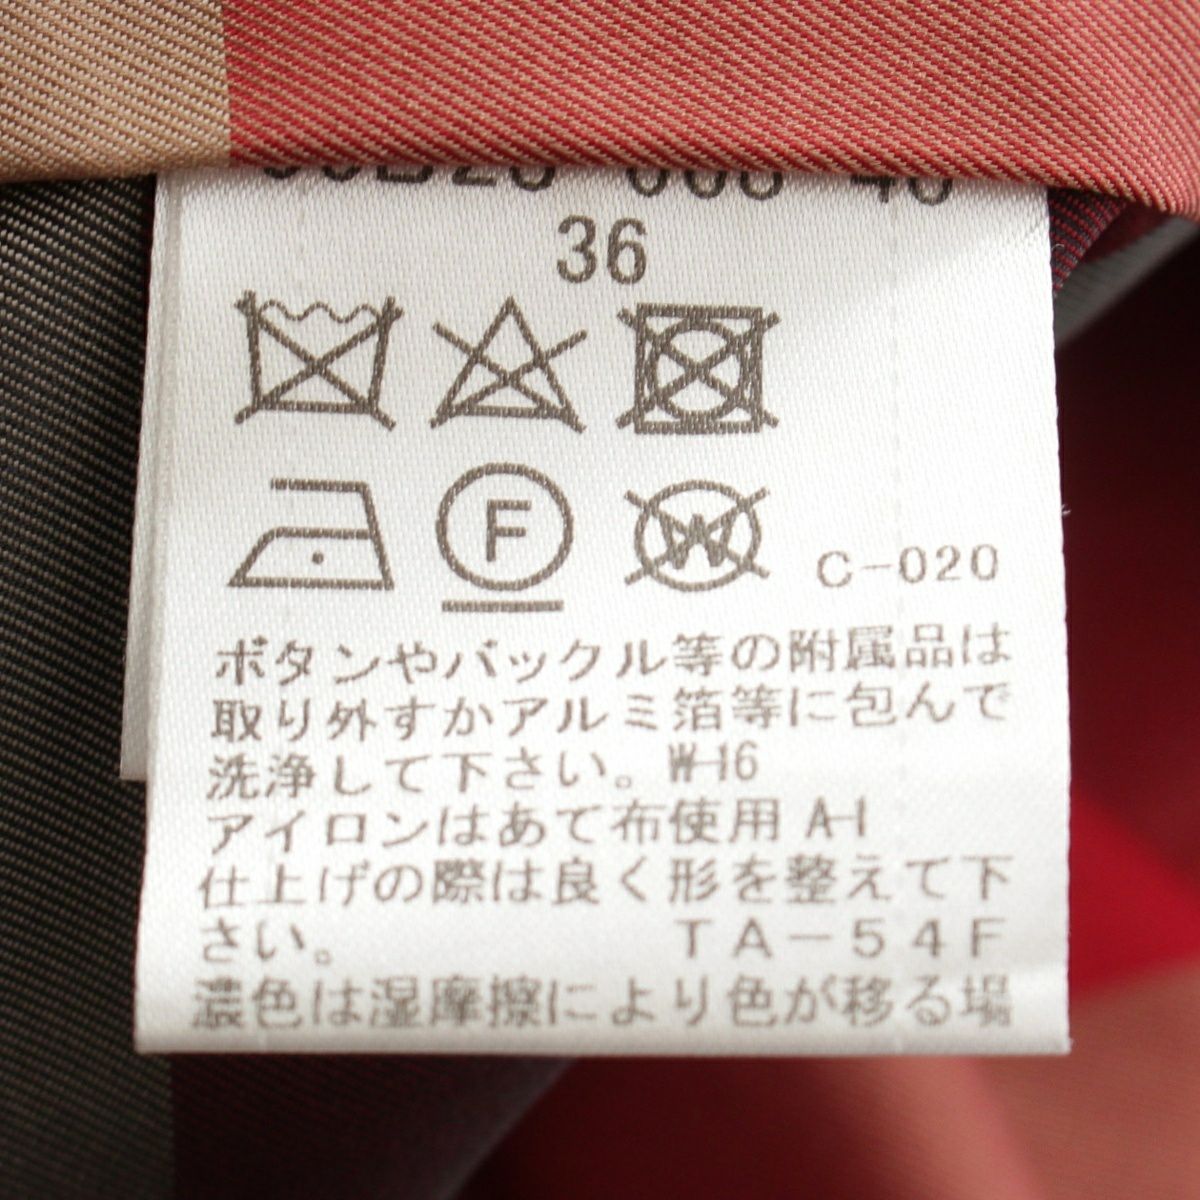 36
F
W
C-020
ボタンやバックル等の附属品は
取り外すかアルミ箔等に包んで
洗浄して下さい。W-16
アイロンはあて布使用 A-1
仕上げの際は良く形を整えて下
さい。 TA-54F
濃色は湿摩擦により色が移る場